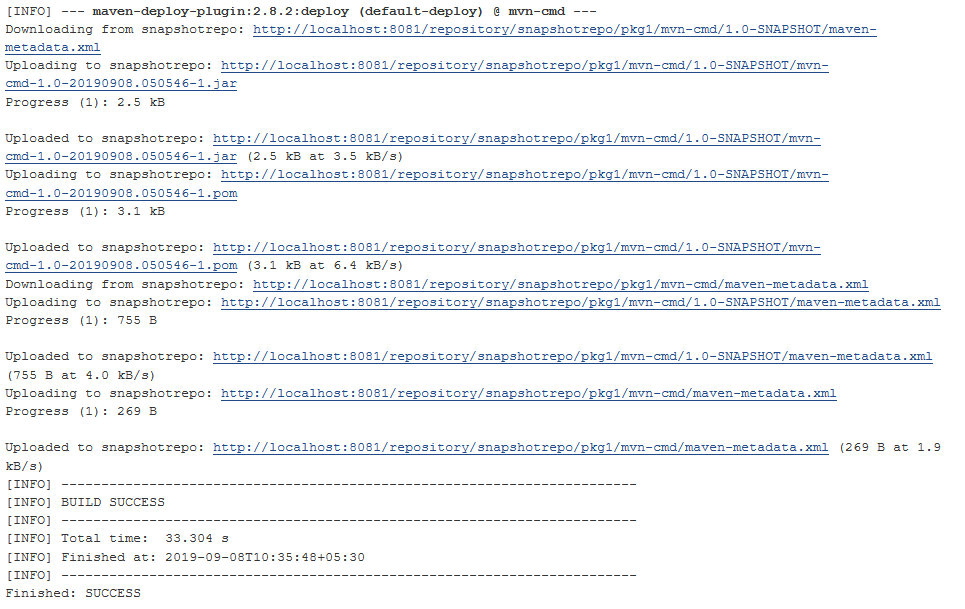 [INFO] --- maven-deploy-plugin:2.8.2:deploy (default-deploy) @ mvn-cmd ---
Downloading from snapshotrepo: http://localhost:8081/repository/snapshotrepo/pkg1/mvn-cmd/1.0-SNAPSHOT/maven-
metadata.xml
Uploading to snapshotrepo: http://localhost:8081/repository/snapshotrepo/pkg1/mvn-cmd/1.0-SNAPSHOT/mvn-
cmd-1.0-20190908.050546-1.jar
Progress (1): 2.5 kB

Uploaded to snapshotrepo: http://localhost:8081/repository/snapshotrepo/pkg1/mvn-cmd/1.0-SNAPSHOT/mvn-
cmd-1.0-20190908.050546-1.jar (2.5 kB at 3.5 kB/s)
Uploading to snapshotrepo: http://localhost:8081/repository/snapshotrepo/pkg1/mvn-cmd/1.0-SNAPSHOT/mvn-
cmd-1.0-20190908.050546-1.pom
Progress (1): 3.1 kB

Uploaded to snapshotrepo: http://localhost:8081/repository/snapshotrepo/pkg1/mvn-cmd/1.0-SNAPSHOT/mvn-
cmd-1.0-20190908.050546-1.pom (3.1 kB at 6.4 kB/s)
Downloading from snapshotrepo: http://localhost:8081/repository/snapshotrepo/pkg1/mvn-cmd/maven-metadata.xml
Uploading to snapshotrepo: http://localhost:8081/repository/snapshotrepo/pkg1/mvn-cmd/1.0-SNAPSHOT/maven-metadata.xml
Progress (1): 755 B

Uploaded to snapshotrepo: http://localhost:8081/repository/snapshotrepo/pkg1/mvn-cmd/1.0-SNAPSHOT/maven-metadata.xml
(755 B at 4.0 kB/s)
Uploading to snapshotrepo: http://localhost:8081/repository/snapshotrepo/pkg1/mvn-cmd/maven-metadata.xml
Progress (1): 269 B

Uploaded to snapshotrepo: http://localhost:8081/repository/snapshotrepo/pkg1/mvn-cmd/maven-metadata.xml (269 B at 1.9
kB/s)
[INFO] ------------------------------------------------------------------------
[INFO] BUILD SUCCESS
[INFO] ------------------------------------------------------------------------
[INFO] Total time:  33.304 s
[INFO] Finished at: 2019-09-08T10:35:48+05:30
[INFO] ------------------------------------------------------------------------
Finished: SUCCESS